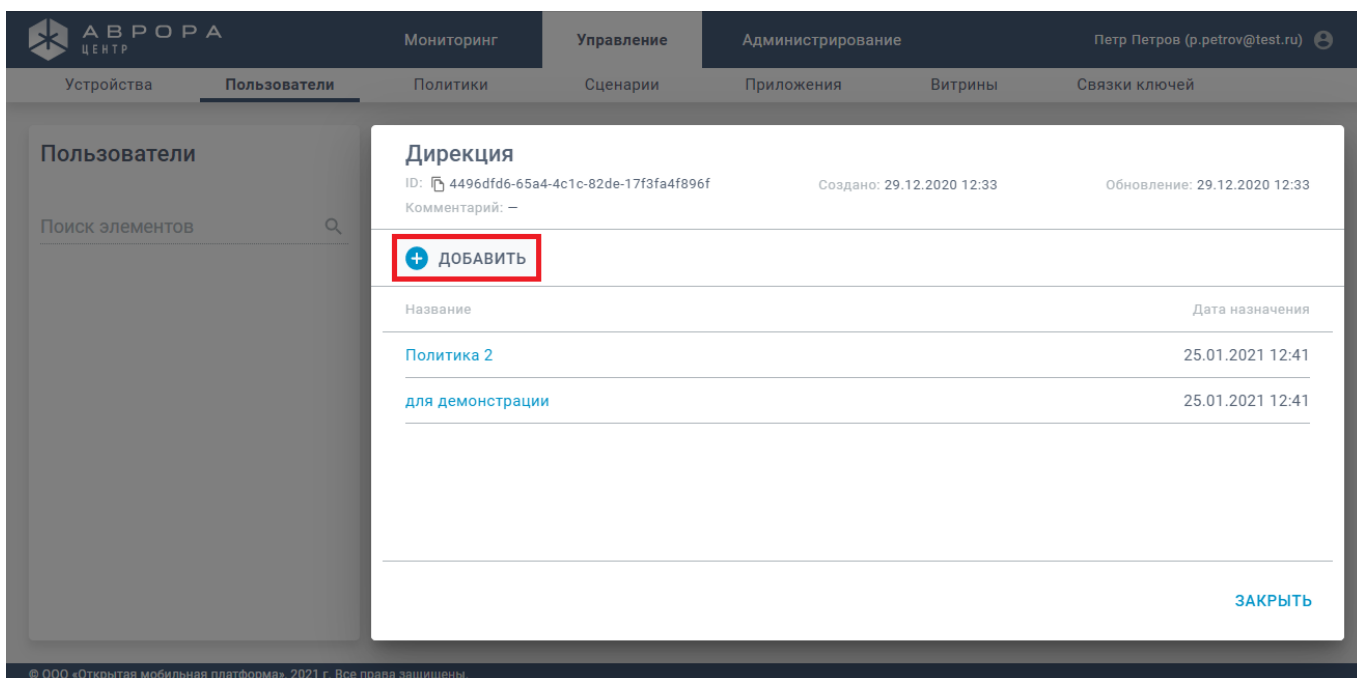 АВРОРА
ЦЕНТР
Мониторинг Управление Администрирование Петр Петров (p.petrov@test.ru)
Устройства Пользователи Политики Сценарии Приложения Витрины Связки ключей
Пользователи
Поиск элементов
Дирекция
ID: 4496dfd6-65a4-4c1c-82de-17f3fa4f896f Создано: 29.12.2020 12:33 Обновление: 29.12.2020 12:33
Комментарий: —
ДОБАВИТЬ
Название Дата назначения
Политика 2 25.01.2021 12:41
для демонстрации 25.01.2021 12:41
ЗАКРЫТЬ
© ООО «Открытая мобильная платформа», 2021 г. Все права защищены.